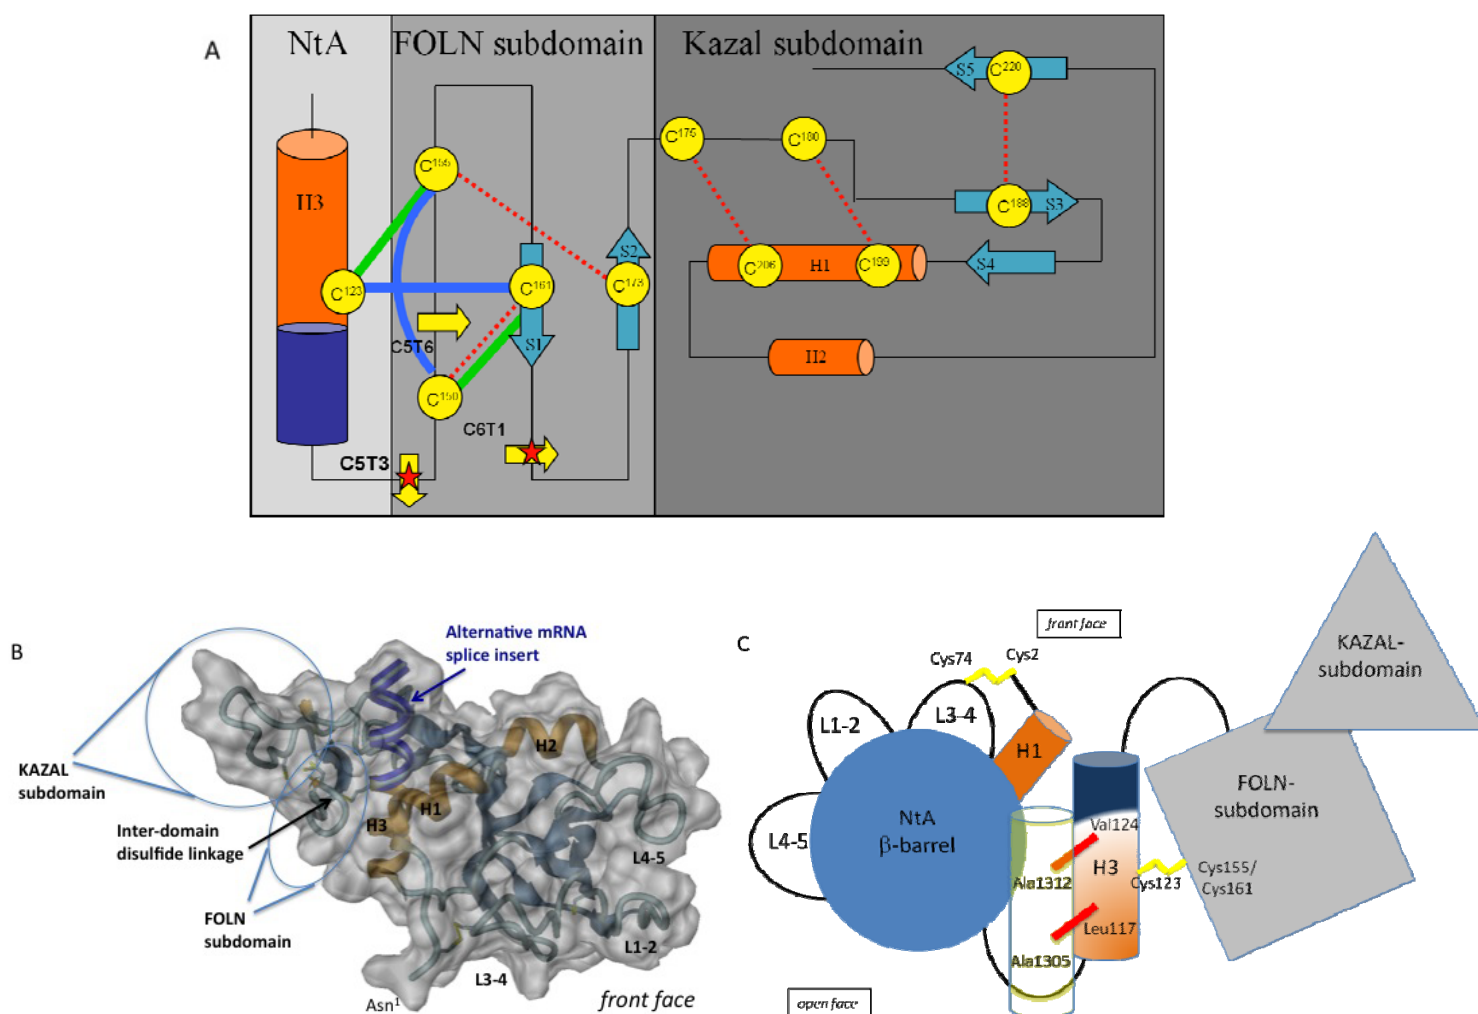 A
NtA
FOLN subdomain
Kazal subdomain
S5
C220
C155
C175
C180
H3
S2
C188
S3
C123
C161
C173
C206
H1
C199
S4
C5T6
S1
H2
C150
C6T1
C5T3
B
Alternative mRNA
splice insert
KAZAL
subdomain
Inter-domain
disulfide linkage
FOLN
subdomain
H2
H1
H3
L4-5
L1-2
L3-4
Asn1
front face
C
front face
Cys74
Cys2
KAZAL-
subdomain
L1-2
L3-4
H1
FOLN-
subdomain
NtA
β-barrel
L4-5
Val124
H3
Ala1312
Cys123
Cys155/
Cys161
Leu117
Ala1305
open face